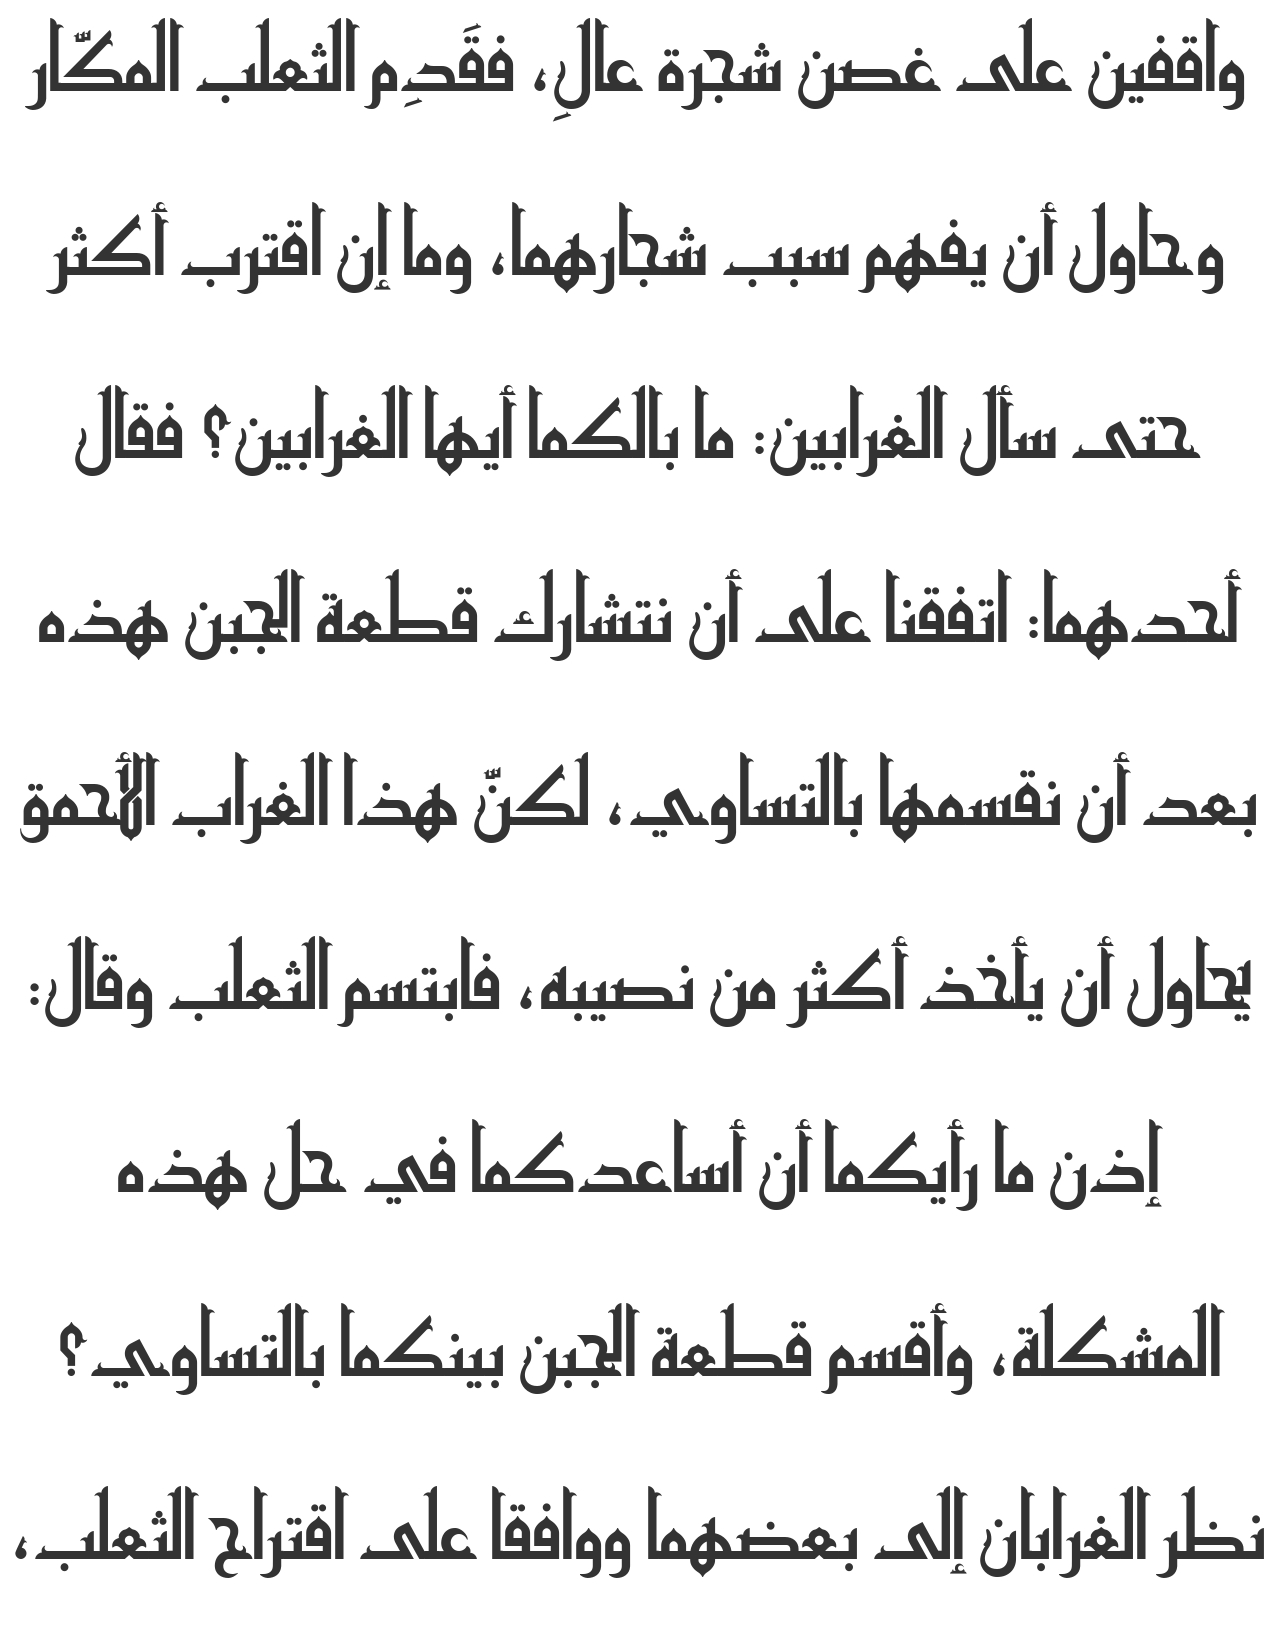 واقفين على غصن شجرة عالِ، فقَدِم الثعلب المكّار
وحاول أن يفهم سبب شجارهما، وما إن اقترب أكثر
حتى سأل الغرابين: ما بالكما أيها الغرابين؟ فقال
أحدهما: اتفقنا على أن نتشارك قطعة الجبن هذه
بعد أن نقسمها بالتساوي، لكنّ هذا الغراب الأحمق
يحاول أن يأخذ أكثر من نصيبه، فابتسم الثعلب وقال:
إذن ما رأيكما أن أساعدكما في حل هذه
المشكلة، وأقسم قطعة الجبن بينكما بالتساوي؟
نظر الغرابان إلى بعضهما ووافقا على اقتراح الثعلب،